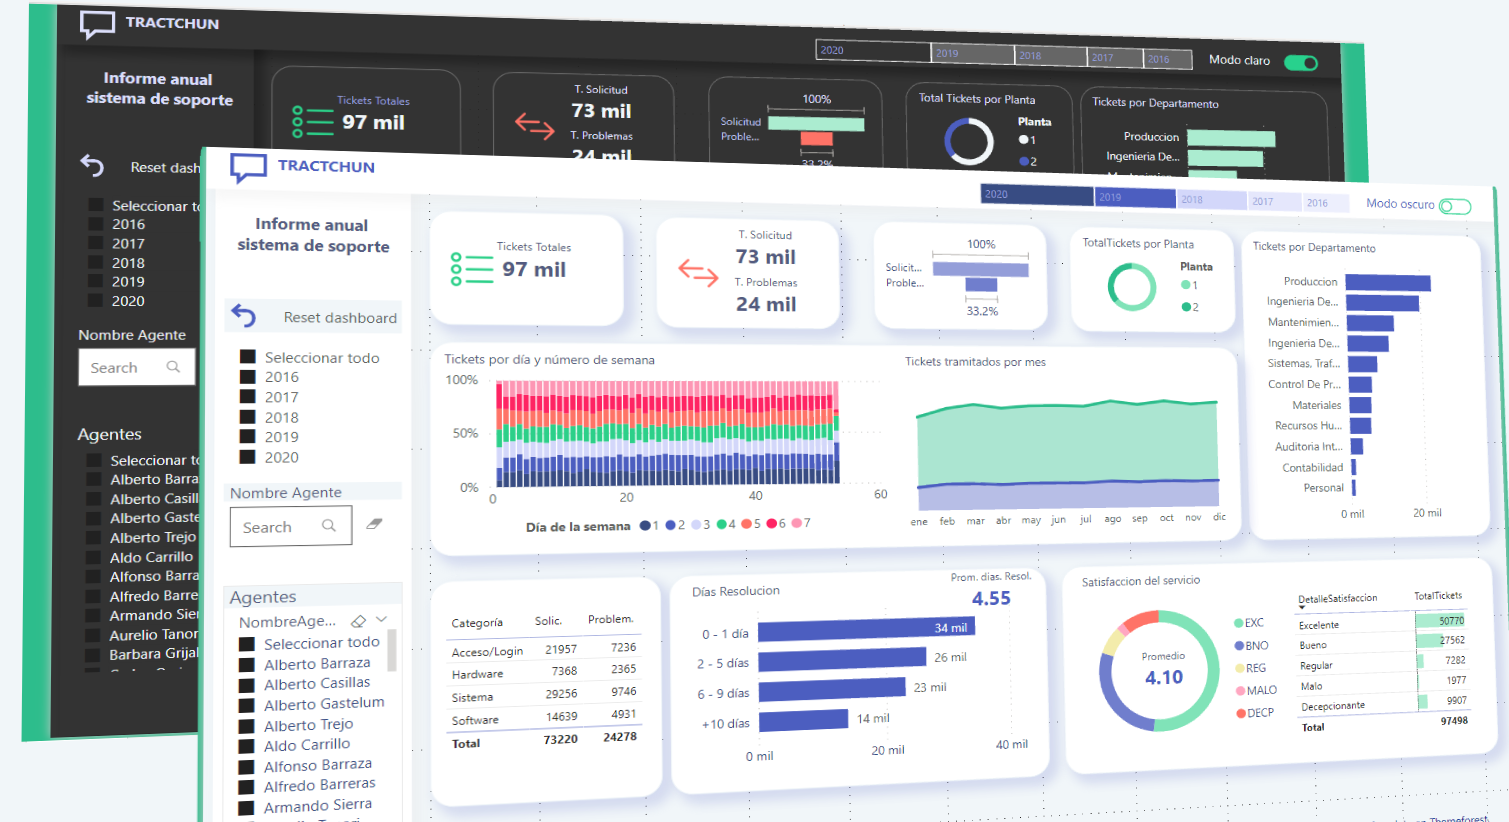 TRACTCHUN
2020
2019
2018
2017
2016
Modo claro
Informe anual
sistema de soporte
Tickets Totales
97 mil
T. Solicitud
73 mil
T. Problemas
24 mil
100%
Solicitud
Proble...
33.2%
Total Tickets por Planta
Planta
1
2
Tickets por Departamento
Produccion
Ingenieria De...
Reset dash
Seleccionar to
2016
2017
2018
2019
2020
Nombre Agente
Search
Agentes
Seleccionar to
Alberto Barra
Alberto Casill
Alberto Gaste
Alberto Trejo
Aldo Carrillo
Alfonso Barra
Alfredo Barre
Armando Sier
Aurelio Tanor
Barbara Grijal
TRACTCHUN
2020
2019
2018
2017
2016
Modo oscuro
Informe anual
sistema de soporte
Reset dashboard
Seleccionar todo
2016
2017
2018
2019
2020
Nombre Agente
Search
Agentes
NombreAge...
Seleccionar todo
Alberto Barraza
Alberto Casillas
Alberto Gastelum
Alberto Trejo
Aldo Carrillo
Alfonso Barraza
Alfredo Barreras
Armando Sierra
Tickets Totales
97 mil
T. Solicitud
73 mil
T. Problemas
24 mil
100%
Solicit...
Proble...
33.2%
TotalTickets por Planta
Planta
1
2
Tickets por Departamento
Produccion
Ingenieria De...
Mantenimien...
Ingenieria De...
Sistemas, Traf...
Control De Pr...
Materiales
Recursos Hu...
Auditoria Int...
Contabilidad
Personal
0 mil 20 mil
Tickets por día y número de semana
100%
50%
0%
0 20 40 60
Día de la semana 1 2 3 4 5 6 7
Tickets tramitados por mes
ene feb mar abr may jun jul ago sep oct nov dic
Categoría Solic. Problem.
Acceso/Login 21957 7236
Hardware 7368 2365
Sistema 29256 9746
Software 14639 4931
Total 73220 24278
Días Resolucion
Prom. dias. Resol.
4.55
0 - 1 día 34 mil
2 - 5 días 26 mil
6 - 9 días 23 mil
+10 días 14 mil
0 mil 20 mil 40 mil
Satisfaccion del servicio
Promedio
4.10
EXC
BNO
REG
MALO
DECP
DetalleSatisfaccion TotalTickets
Excelente 50770
Bueno 27562
Regular 7282
Malo 1977
Decepcionante 9907
Total 97498
Themeforest